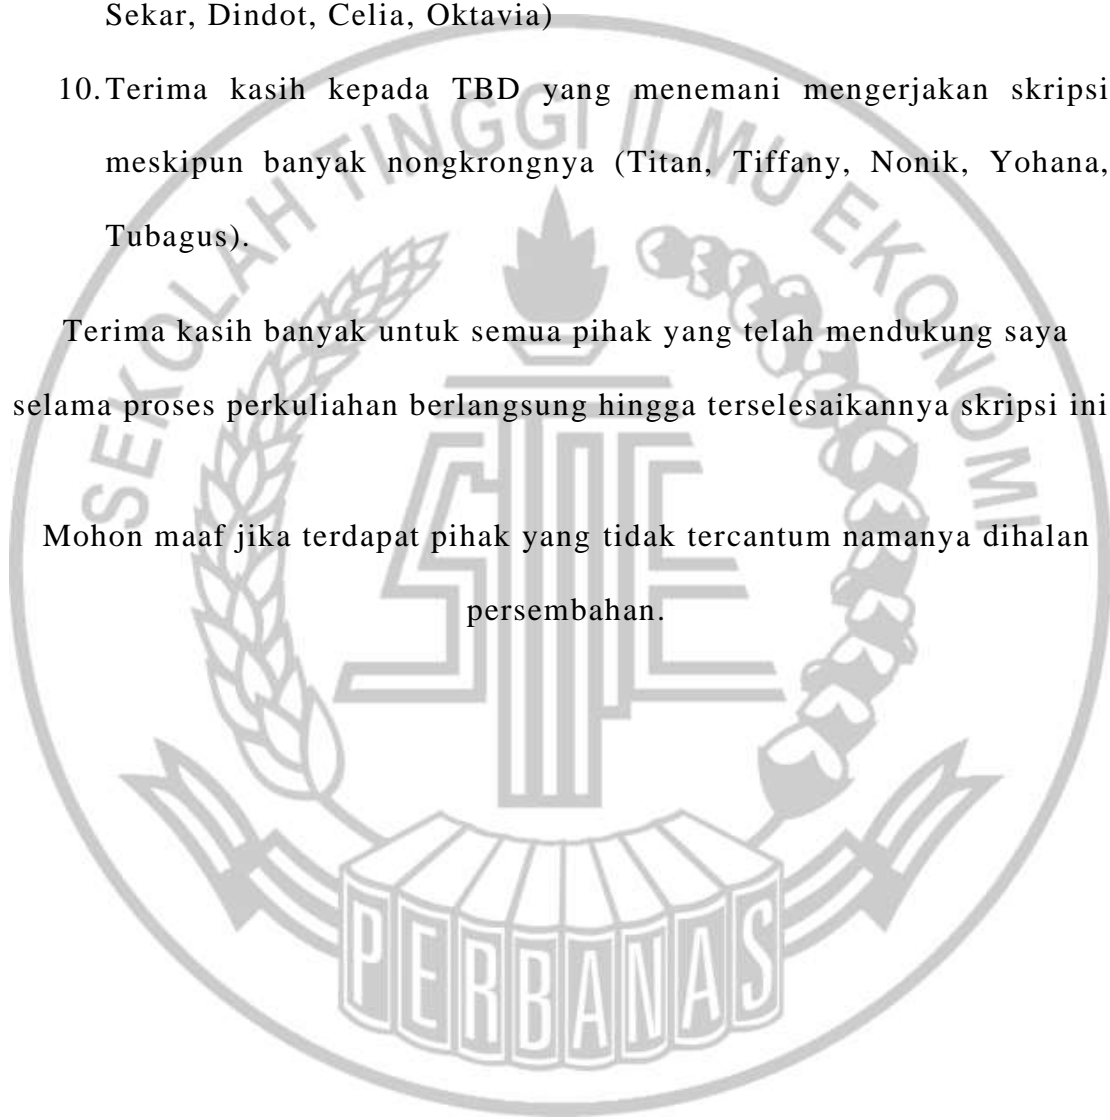 Sekar, Dindot, Celia, Oktavia)
10. Terima kasih kepada TBD yang menemani mengerjakan skripsi
meskipun banyak nongkrongnya (Titan, Tiffany, Nonik, Yohana,
Tubagus).
Terima kasih banyak untuk semua pihak yang telah mendukung saya
selama proses perkuliahan berlangsung hingga terselesaikannya skripsi ini
Mohon maaf jika terdapat pihak yang tidak tercantum namanya dihalan
persembahan.
SEKOLAH TINGGI ILMU EKONOMI
STIE
PERBANAS